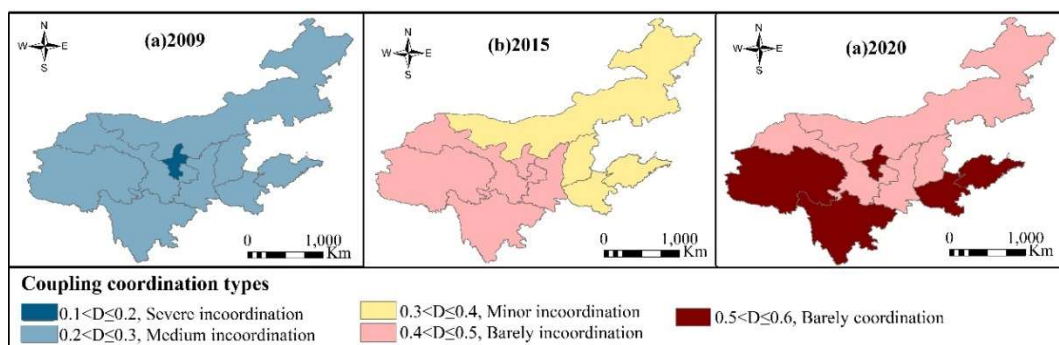 N
W E
S
(a)2009
0 1,000
Km
N
W E
S
(b)2015
0 1,000
Km
N
W E
S
(a)2020
0 1,000
Km
Coupling coordination types
0.1<D≤0.2, Severe incoordination
0.2<D≤0.3, Medium incoordination
0.3<D≤0.4, Minor incoordination
0.4<D≤0.5, Barely incoordination
0.5<D≤0.6, Barely coordination